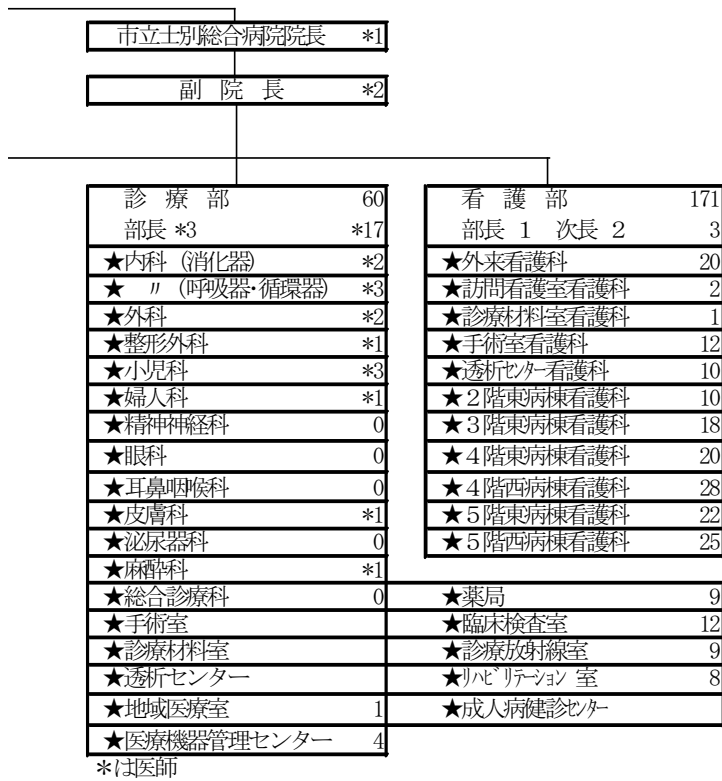 市立士別総合病院院長 *1
副 院 長 *2
診 療 部 60
部長 *3 *17
★内科 (消化器) *2
★ 〃 (呼吸器・循環器) *3
★外科 *2
★整形外科 *1
★小児科 *3
★婦人科 *1
★精神神経科 0
★眼科 0
★耳鼻咽喉科 0
★皮膚科 *1
★泌尿器科 0
★麻酔科 *1
★総合診療科 0
★手術室
★診療材料室
★透析センター
★地域医療室 1
★医療機器管理センター 4
看 護 部 171
部長 1 次長 2 3
★外来看護科 20
★訪問看護室看護科 2
★診療材料室看護科 1
★手術室看護科 12
★透析ｾﾝﾀｰ看護科 10
★２階東病棟看護科 10
★３階東病棟看護科 18
★４階東病棟看護科 20
★４階西病棟看護科 28
★５階東病棟看護科 22
★５階西病棟看護科 25
★薬局 9
★臨床検査室 12
★診療放射線室 9
★ﾘﾊﾋﾞﾘﾃｰｼｮﾝ 室 8
★成人病健診ｾﾝﾀｰ
*は医師